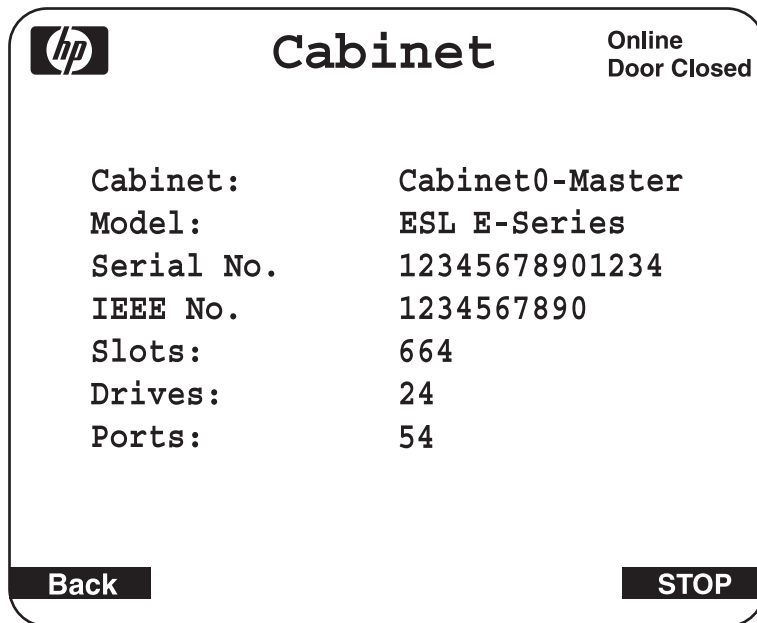 hp
Cabinet
Online
Door Closed
Cabinet: Cabinet0-Master
Model: ESL E-Series
Serial No. 12345678901234
IEEE No. 1234567890
Slots: 664
Drives: 24
Ports: 54
Back
STOP